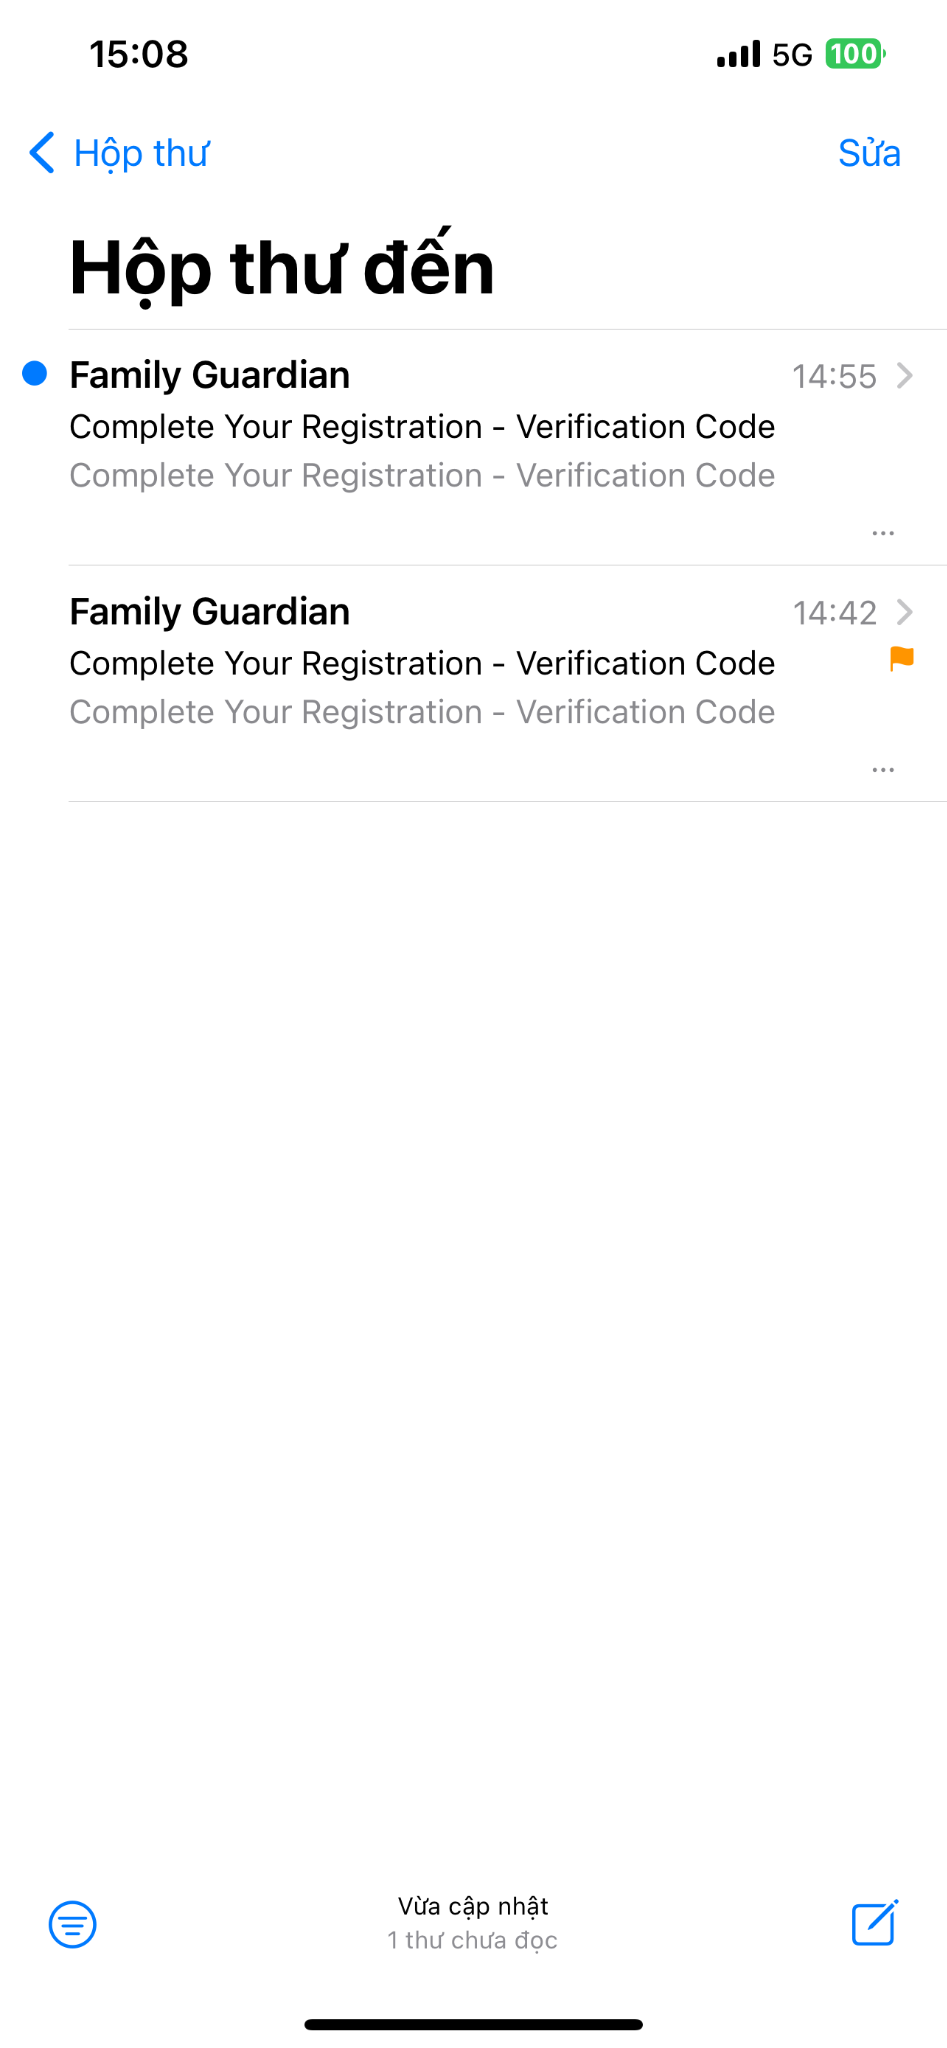 15:08
5G 100
Hộp thư
Sửa
Hộp thư đến
Family Guardian 14:55
Complete Your Registration - Verification Code
Complete Your Registration - Verification Code
...
Family Guardian 14:42
Complete Your Registration - Verification Code
Complete Your Registration - Verification Code
...
Vừa cập nhật
1 thư chưa đọc